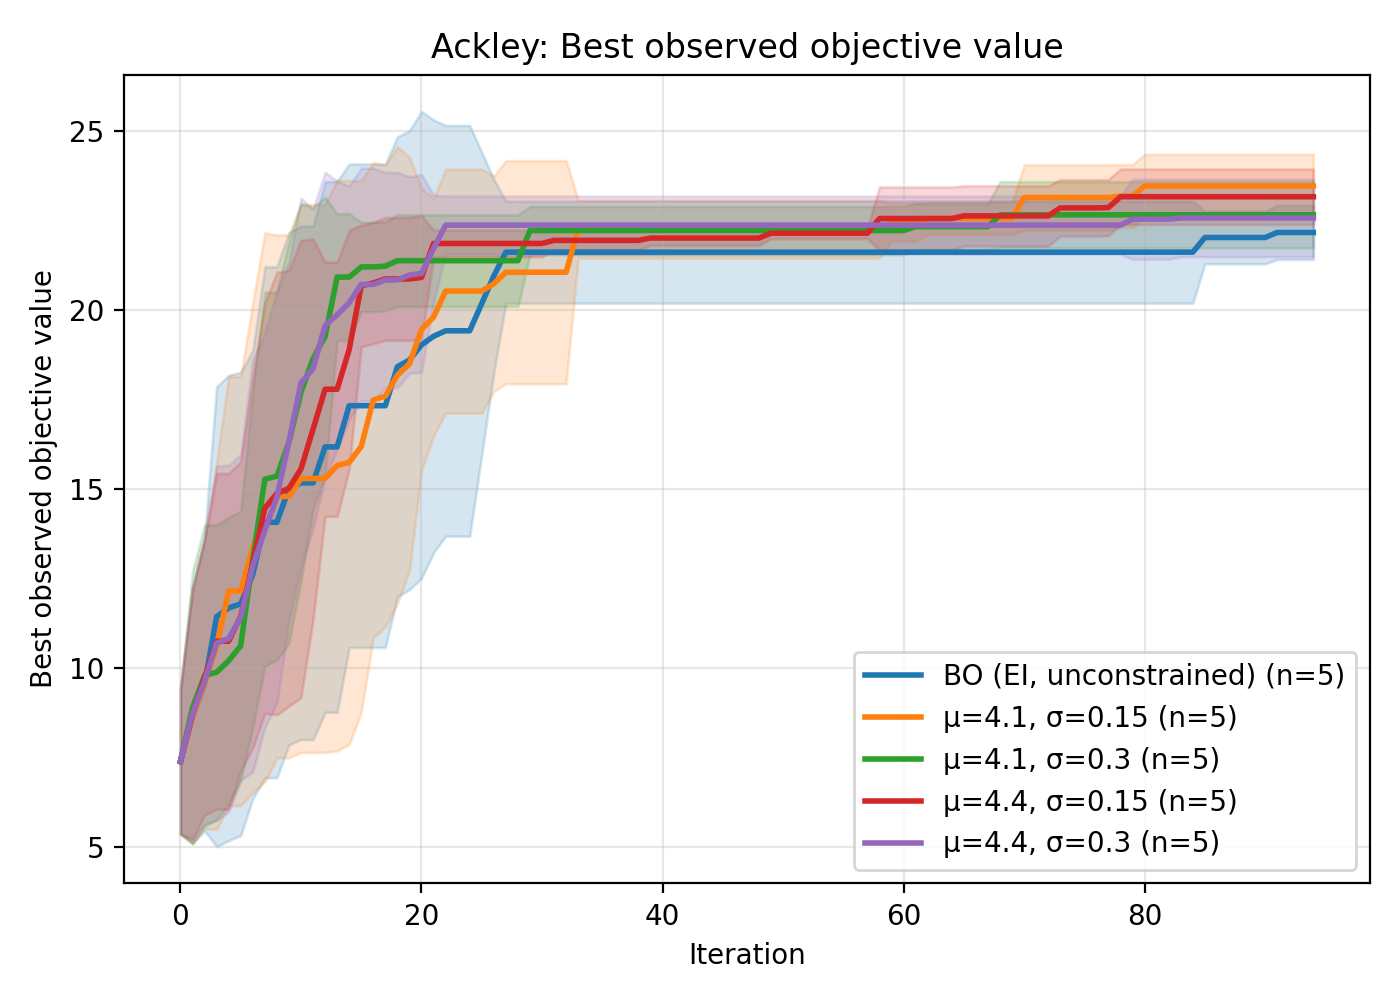 Ackley: Best observed objective value
Best observed objective value
25
20
15
10
5
0
20
40
60
80
Iteration
BO (EI, unconstrained) (n=5)
μ=4.1, σ=0.15 (n=5)
μ=4.1, σ=0.3 (n=5)
μ=4.4, σ=0.15 (n=5)
μ=4.4, σ=0.3 (n=5)